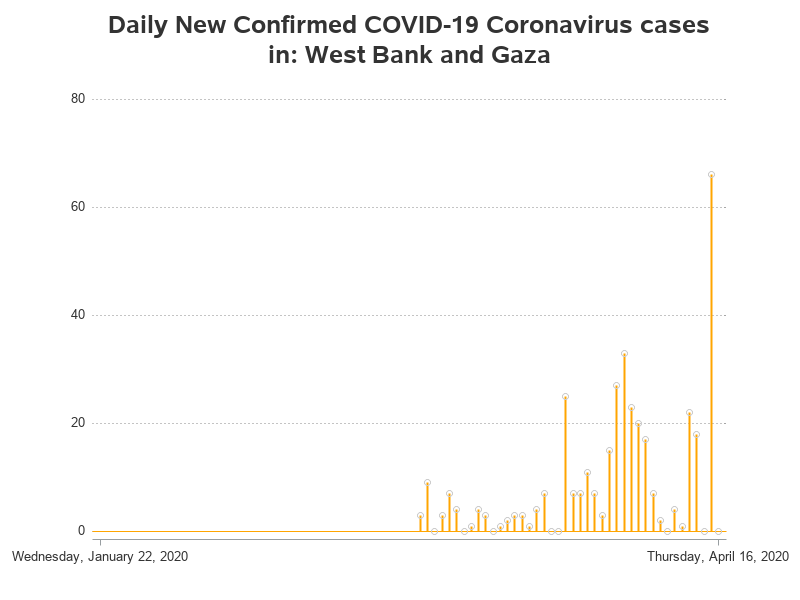 Daily New Confirmed COVID-19 Coronavirus cases
in: West Bank and Gaza
80
60
40
20
0
Wednesday, January 22, 2020
Thursday, April 16, 2020